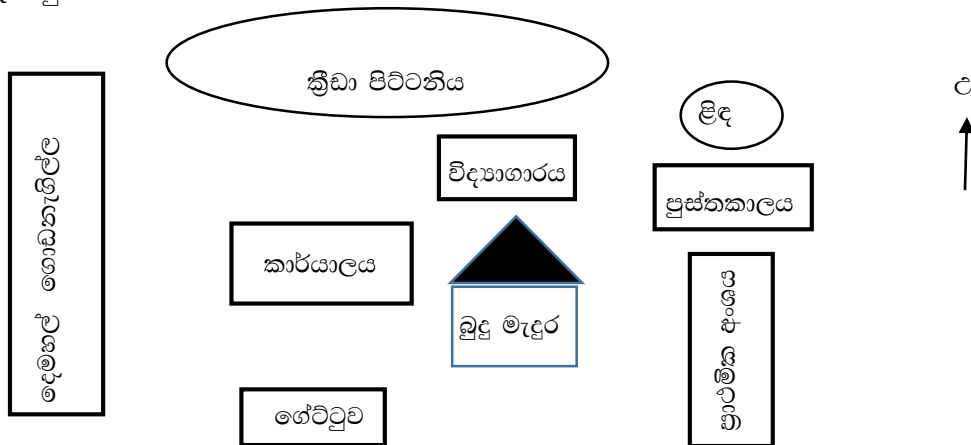 ක්‍රීඩා පිට්ටනිය
ළිඳ
උ
විද්‍යාගාරය
පුස්තකාලය
දෙමහල් ගොඩනැගිල්ල
කාර්යාලය
බුදු මැදුර
ප්‍රාථමික අංශය
ගේට්ටුව